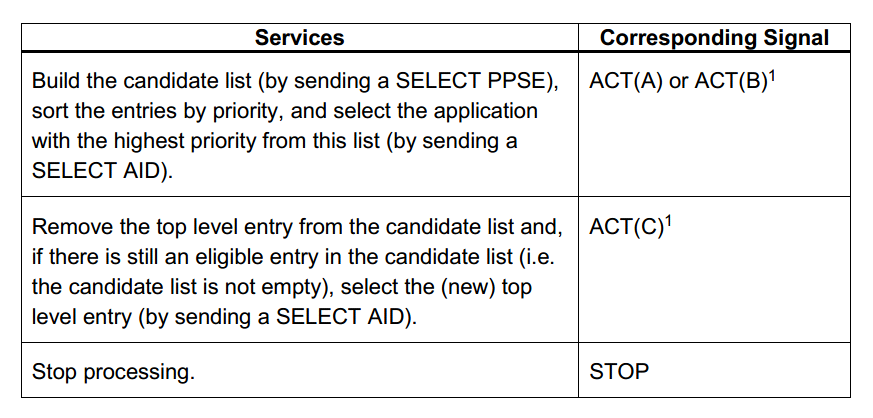 Services Corresponding Signal
Build the candidate list (by sending a SELECT PPSE), ACT(A) or ACT(B)1
sort the entries by priority, and select the application
with the highest priority from this list (by sending a
SELECT AID).
Remove the top level entry from the candidate list and, ACT(C)1
if there is still an eligible entry in the candidate list (i.e.
the candidate list is not empty), select the (new) top
level entry (by sending a SELECT AID).
Stop processing. STOP